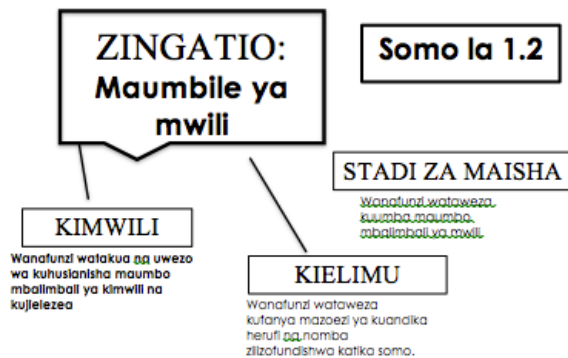 ZINGATIO:
Maumbile ya
mwili
Somo la 1.2
STADI ZA MAISHA
Wanafunzi wataweza
kuumba maumbo
mbalimbali ya mwili
KIMWILI
Wanafunzi watakua na uwezo
wa kuhusianisha maumbo
mbalimbali ya kimwili na
kujielezea
KIELIMU
Wanafunzi wataweza
kufanya mazoezi ya kuandika
herufi na namba
zilizofundishwa katika somo.